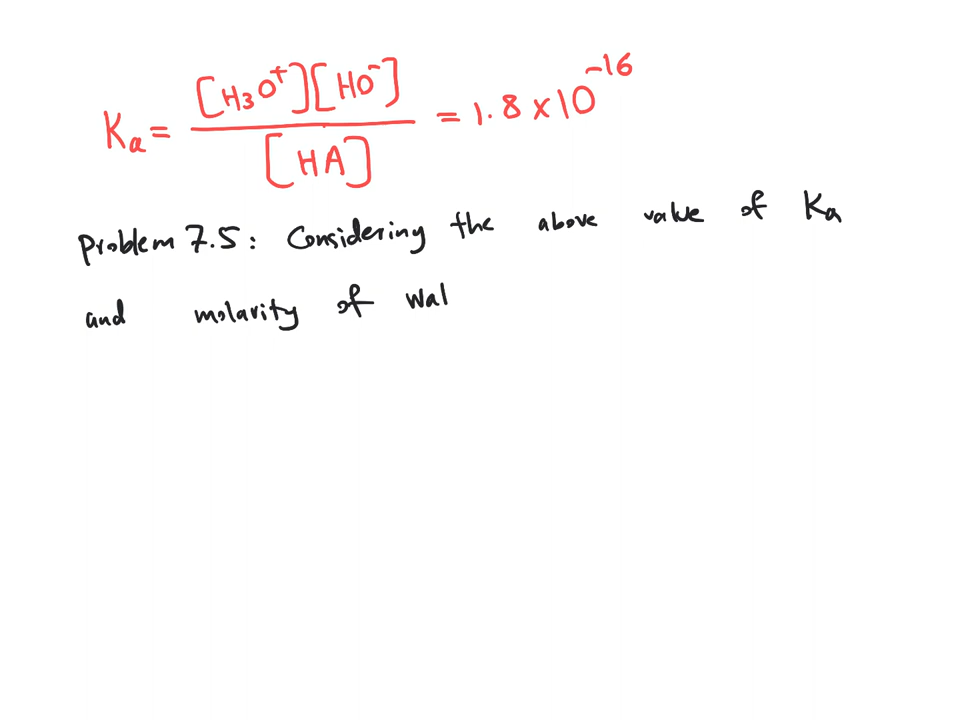 Ka = [H3O+][HO-] / [HA] = 1.8 x 10^-16
Problem 7.5: Considering the above value of Ka
and molarity of wal